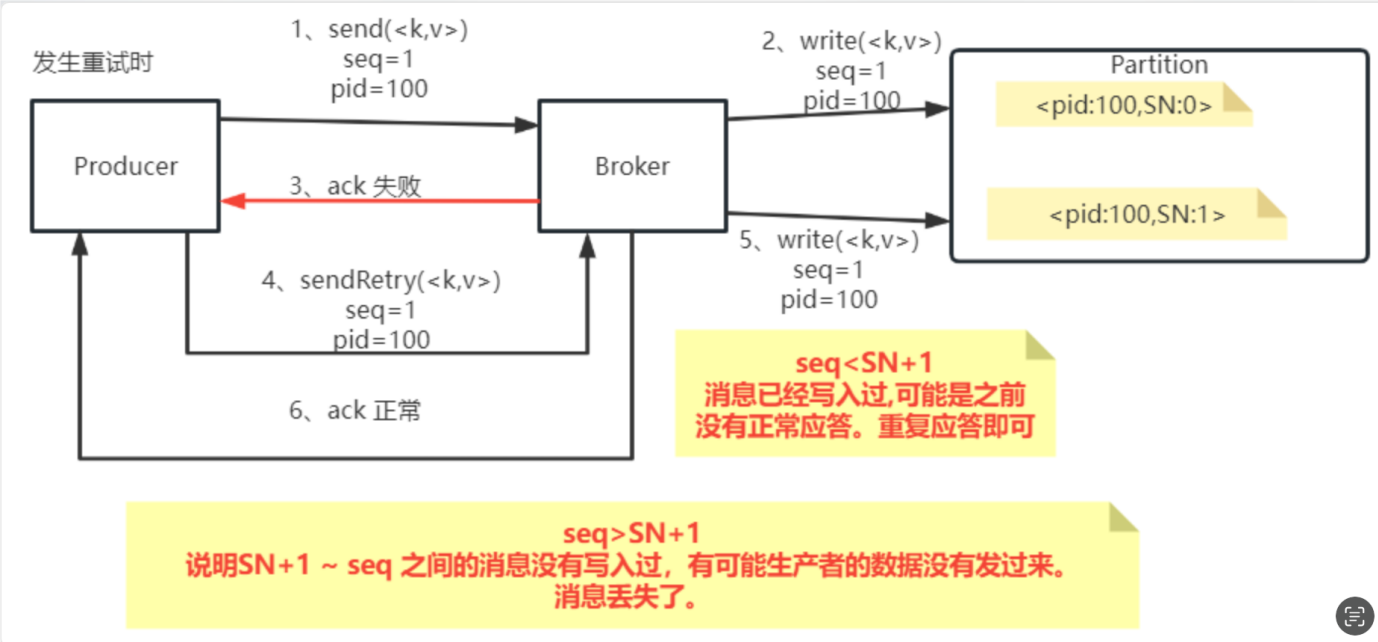 发生重试时
1、send(<k,v>)
seq=1
pid=100
2、write(<k,v>)
seq=1
pid=100
Partition
<pid:100,SN:0>
Producer
Broker
3、ack 失败
<pid:100,SN:1>
5、write(<k,v>)
seq=1
pid=100
4、sendRetry(<k,v>)
seq=1
pid=100
seq<SN+1
消息已经写入过,可能是之前
没有正常应答。重复应答即可
6、ack 正常
seq>SN+1
说明SN+1 ~ seq 之间的消息没有写入过，有可能生产者的数据没有发过来。
消息丢失了。